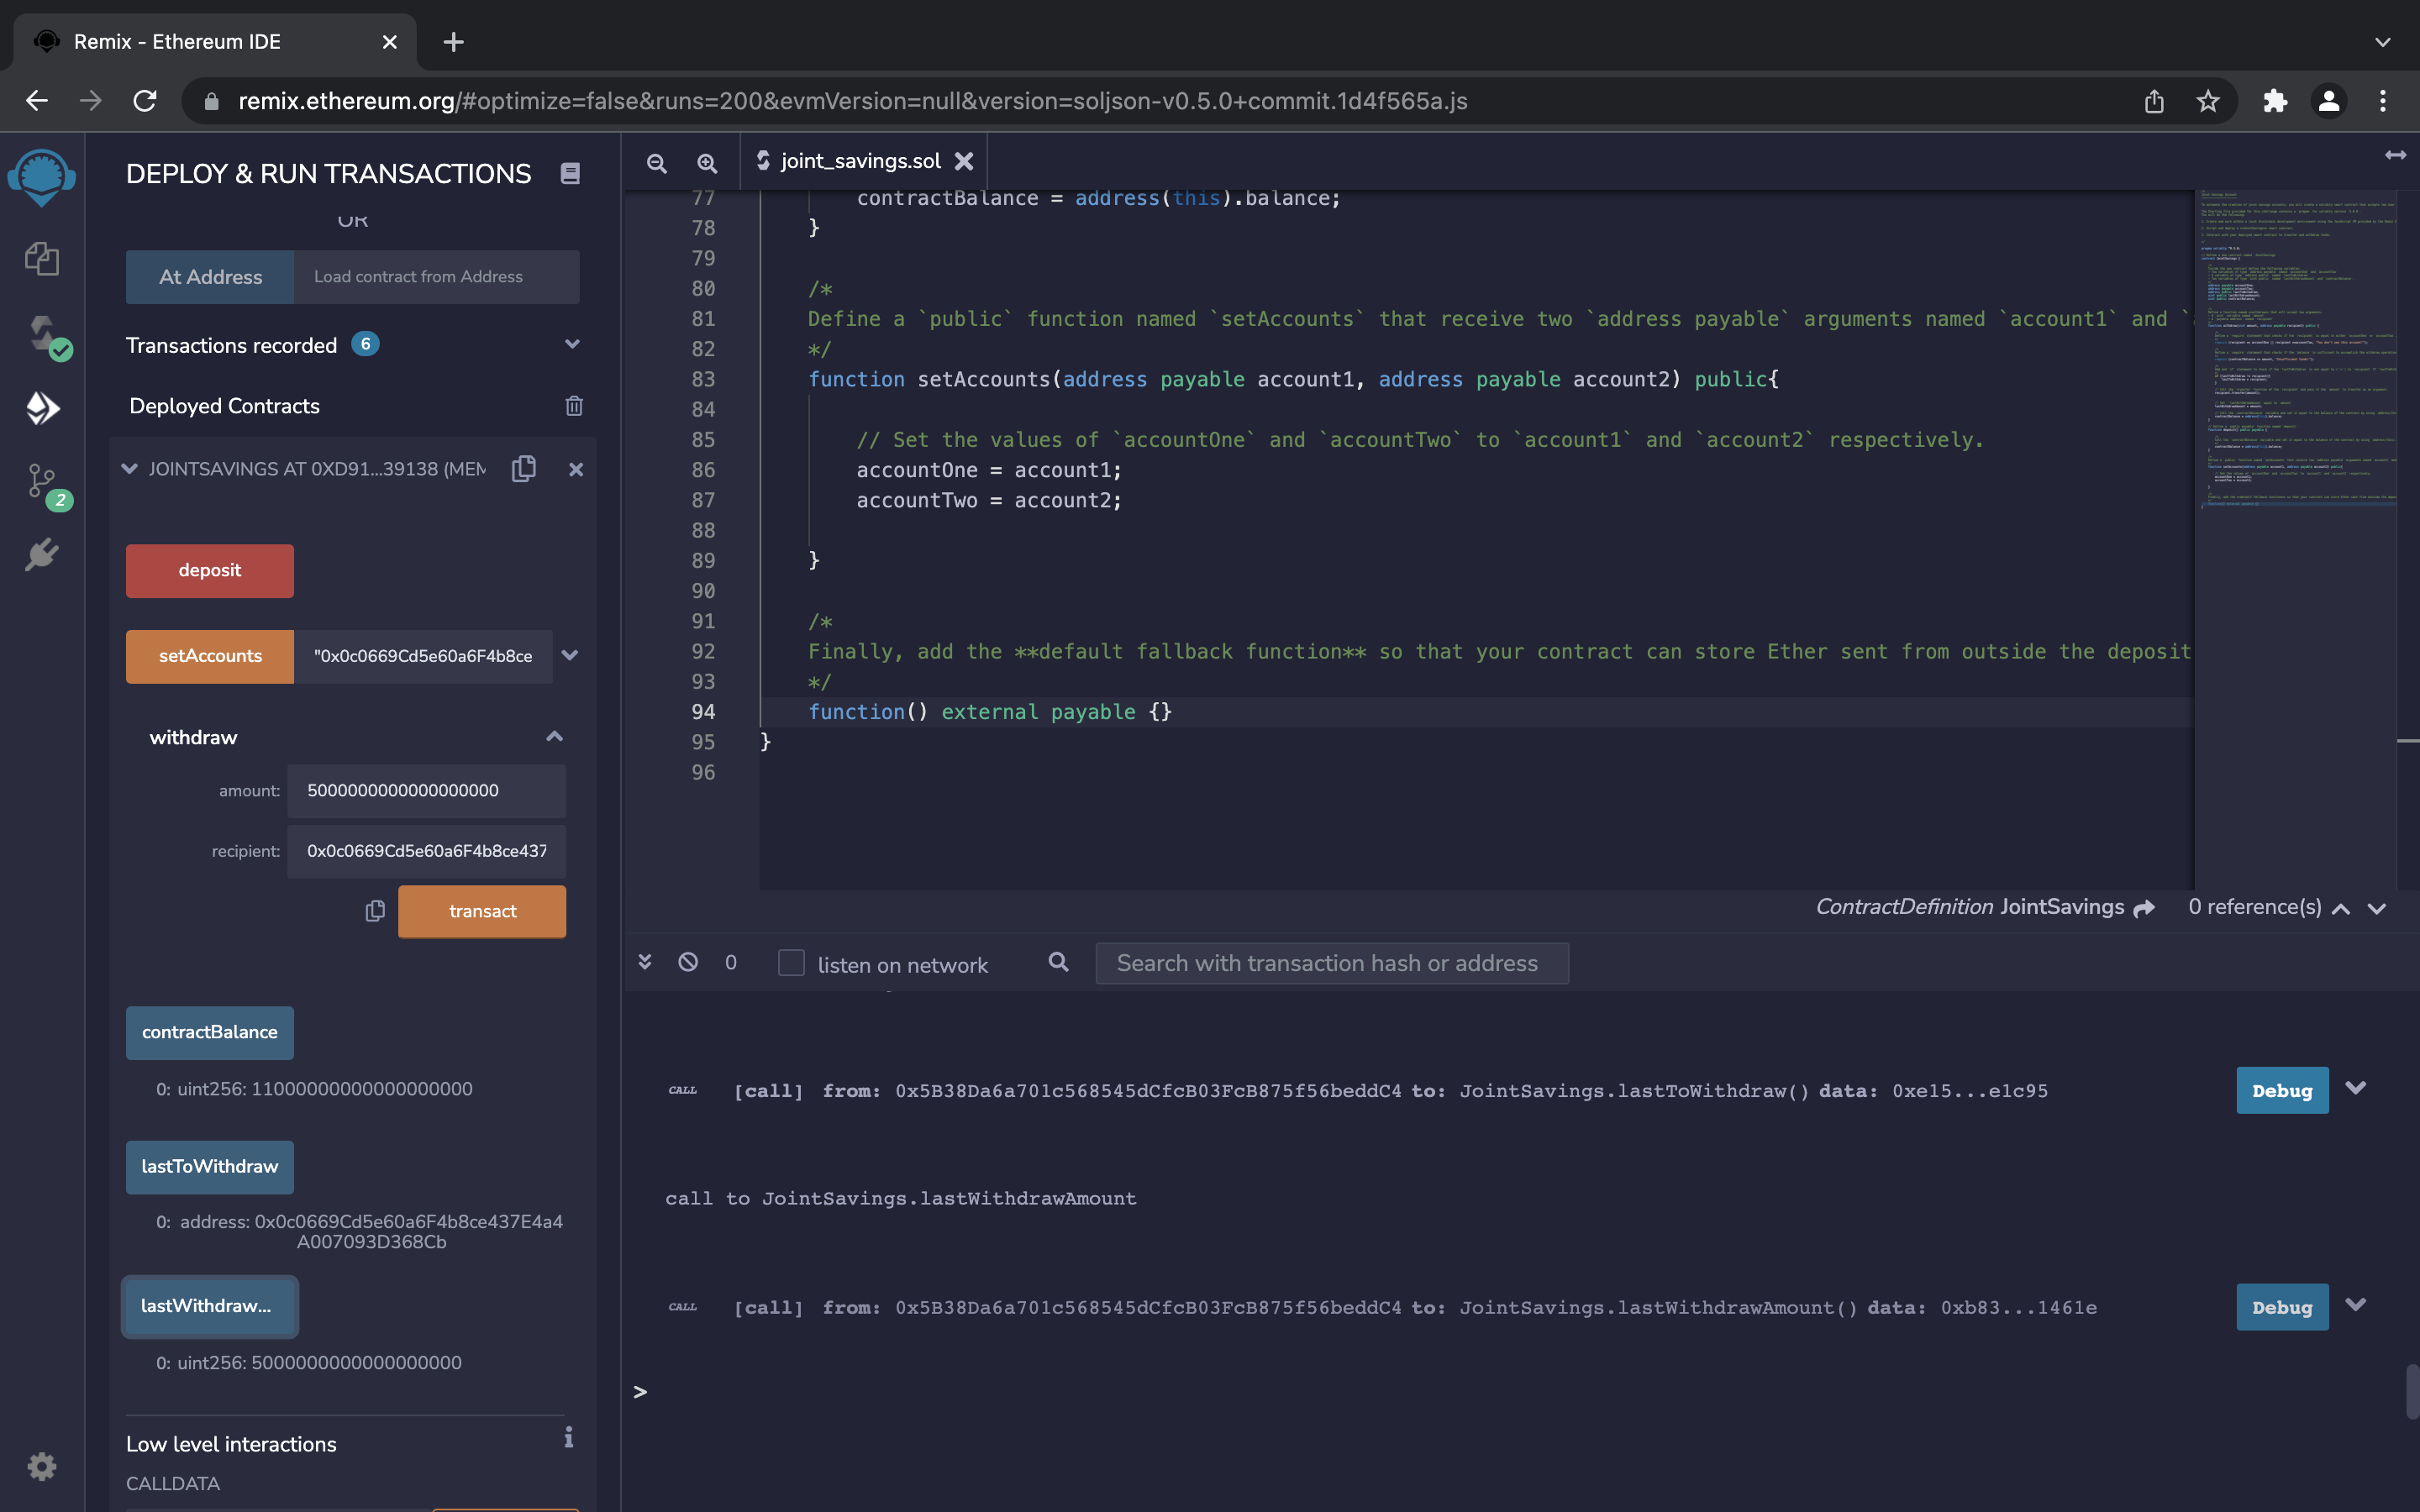 Remix - Ethereum IDE
remix.ethereum.org/#optimize=false&runs=200&evmVersion=null&version=soljson-v0.5.0+commit.1d4f565a.js
DEPLOY & RUN TRANSACTIONS
OR
At Address
Load contract from Address
Transactions recorded 6
Deployed Contracts
JOINTSAVINGS AT 0XD91...39138 (MEM
2
deposit
setAccounts
"0x0c0669Cd5e60a6F4b8ce
withdraw
amount: 5000000000000000000
recipient: 0x0c0669Cd5e60a6F4b8ce437
transact
contractBalance
0: uint256: 11000000000000000000
lastToWithdraw
0: address: 0x0c0669Cd5e60a6F4b8ce437E4a4
A007093D368Cb
lastWithdraw...
0: uint256: 5000000000000000000
Low level interactions
CALLDATA
joint_savings.sol
77 contractBalance = address(this).balance;
78 }
79
80 /*
81 Define a `public` function named `setAccounts` that receive two `address payable` arguments named `account1` and `
82 */
83 function setAccounts(address payable account1, address payable account2) public{
84
85 // Set the values of `accountOne` and `accountTwo` to `account1` and `account2` respectively.
86 accountOne = account1;
87 accountTwo = account2;
88
89 }
90
91 /*
92 Finally, add the **default fallback function** so that your contract can store Ether sent from outside the deposit
93 */
94 function() external payable {}
95 }
96
ContractDefinition JointSavings 0 reference(s)
0 listen on network Search with transaction hash or address
CALL [call] from: 0x5B38Da6a701c568545dCfcB03FcB875f56beddC4 to: JointSavings.lastToWithdraw() data: 0xe15...e1c95 Debug
call to JointSavings.lastWithdrawAmount
CALL [call] from: 0x5B38Da6a701c568545dCfcB03FcB875f56beddC4 to: JointSavings.lastWithdrawAmount() data: 0xb83...1461e Debug
>